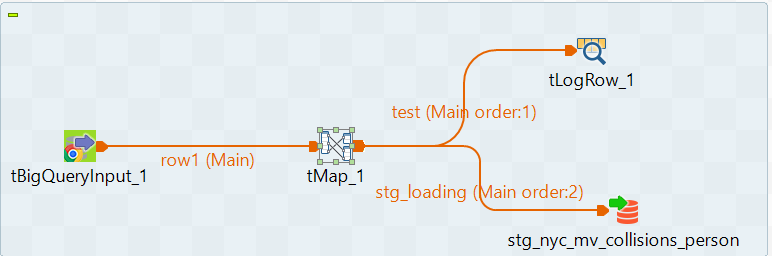 tLogRow_1
test (Main order:1)
row1 (Main)
tBigQueryInput_1
tMap_1
stg_loading (Main order:2)
stg_nyc_mv_collisions_person